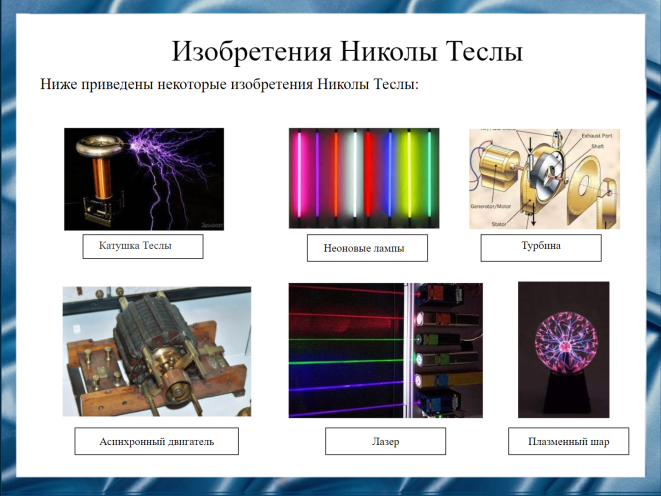 Изобретения Николы Теслы
Ниже приведены некоторые изобретения Николы Теслы:
Exhaust Port
Shaft
Generator/Motor
Stator
Катушка Теслы
Неоновые лампы
Турбина
Асинхронный двигатель
Лазер
Плазменный шар